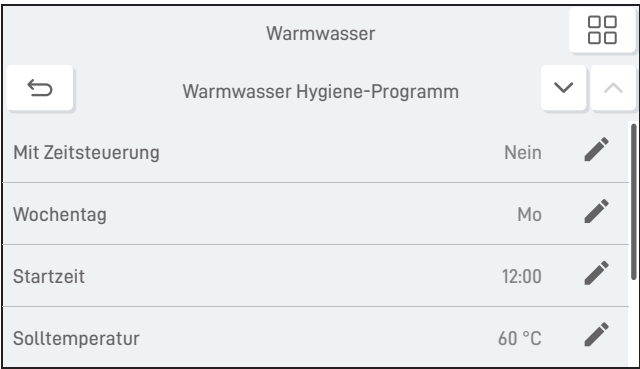 Warmwasser
Warmwasser Hygiene-Programm
Mit Zeitsteuerung Nein
Wochentag Mo
Startzeit 12:00
Solltemperatur 60 °C